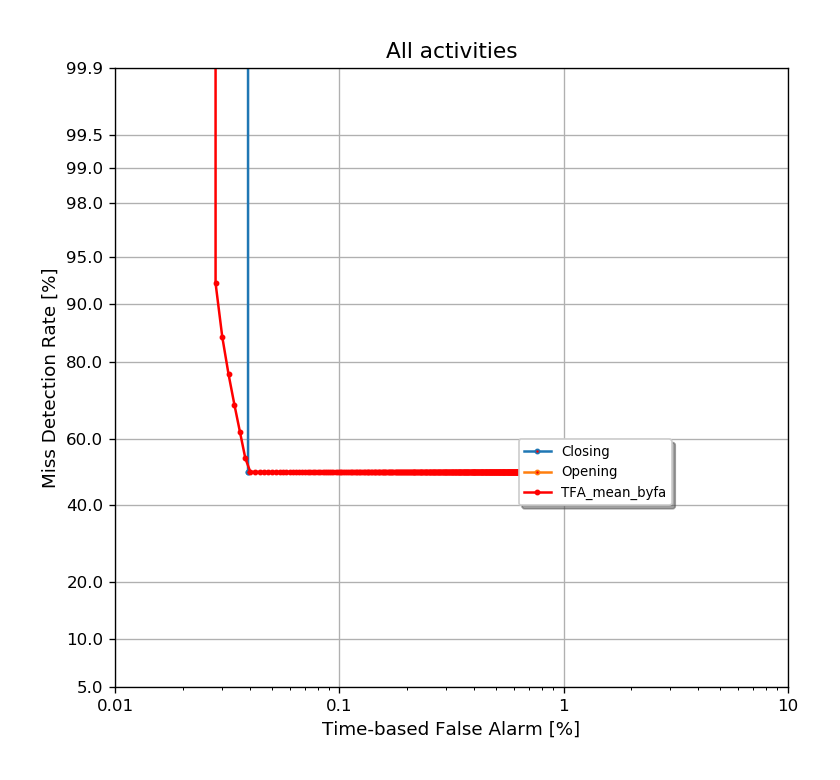 All activities
99.9
99.5
99.0
98.0
95.0
90.0
80.0
60.0
40.0
20.0
10.0
5.0
Miss Detection Rate [%]
Closing
Opening
TFA_mean_byfa
0.01 0.1 1 10
Time-based False Alarm [%]